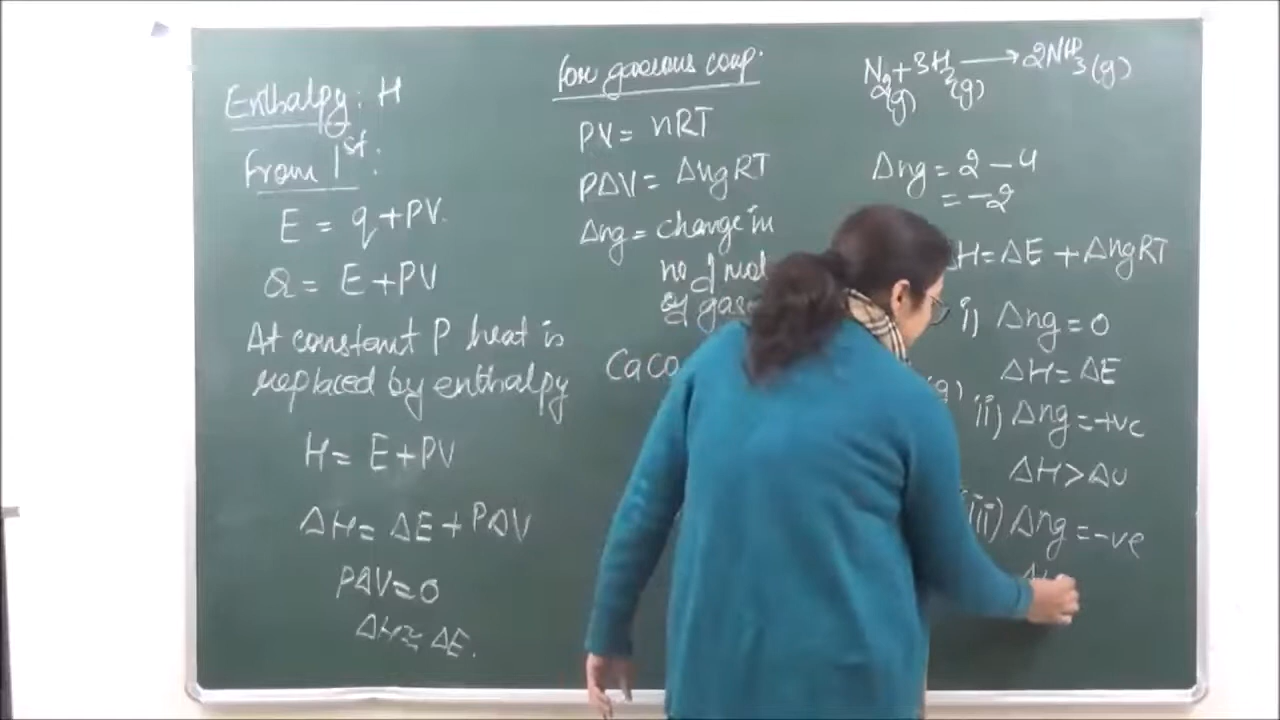 Enthalpy: H
From 1st:
E = q + PV.
Q = E + PV
At constant P heat is
replaced by enthalpy
H = E + PV
ΔH = ΔE + PΔV
PΔV = 0
ΔH ≈ ΔE.
For gaseous comp.
PV = nRT
PΔV = ΔngRT
Δng = change in
no of mol
of gas
CaCO
(g)
N2(g) + 3H2(g) ⟶ 2NH3(g)
Δng = 2 - 4
= -2
ΔH = ΔE + ΔngRT
i) Δng = 0
ΔH = ΔE
ii) Δng = +ve
ΔH > ΔU
iii) Δng = -ve
ΔH